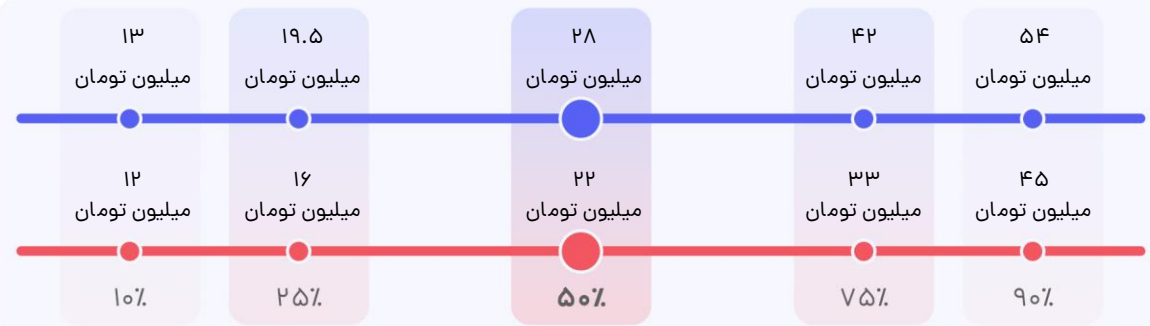 ۱۳ ۱۹.۵ ۲۸ ۴۲ ۵۴
میلیون تومان میلیون تومان میلیون تومان میلیون تومان میلیون تومان
۱۲ ۱۶ ۲۲ ۳۳ ۴۵
میلیون تومان میلیون تومان میلیون تومان میلیون تومان میلیون تومان
۱۰٪ ۲۵٪ ۵۰٪ ۷۵٪ ۹۰٪